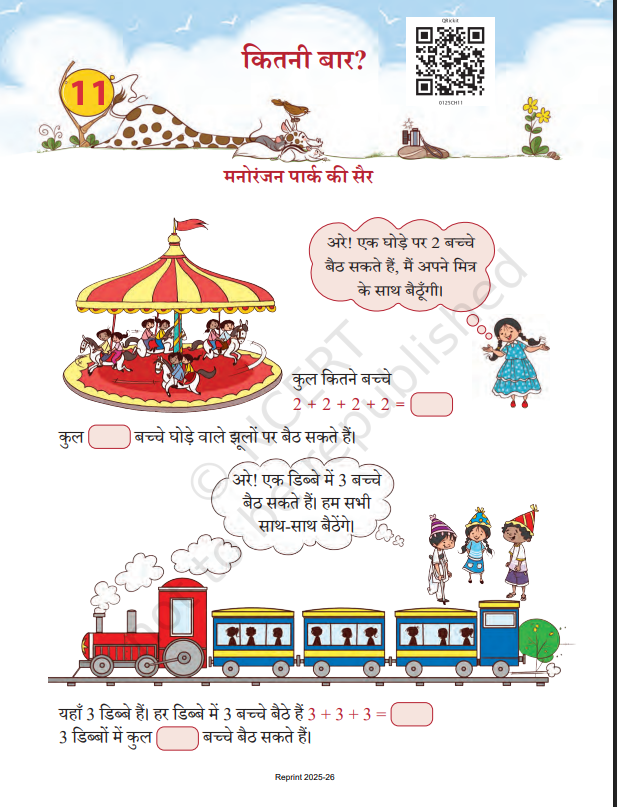 QRickit
कितनी बार?
11
0125CH11
मनोरंजन पार्क की सैर
अरे! एक घोड़े पर 2 बच्चे
बैठ सकते हैं, मैं अपने मित्र
के साथ बैठूँगी।
कुल कितने बच्चे
2 + 2 + 2 + 2 =
कुल बच्चे घोड़े वाले झूलों पर बैठ सकते हैं।
अरे! एक डिब्बे में 3 बच्चे
बैठ सकते हैं। हम सभी
साथ-साथ बैठेंगे।
यहाँ 3 डिब्बे हैं। हर डिब्बे में 3 बच्चे बैठे हैं 3 + 3 + 3 =
3 डिब्बों में कुल बच्चे बैठ सकते हैं।
© NCERT
not to be republished
Reprint 2025-26